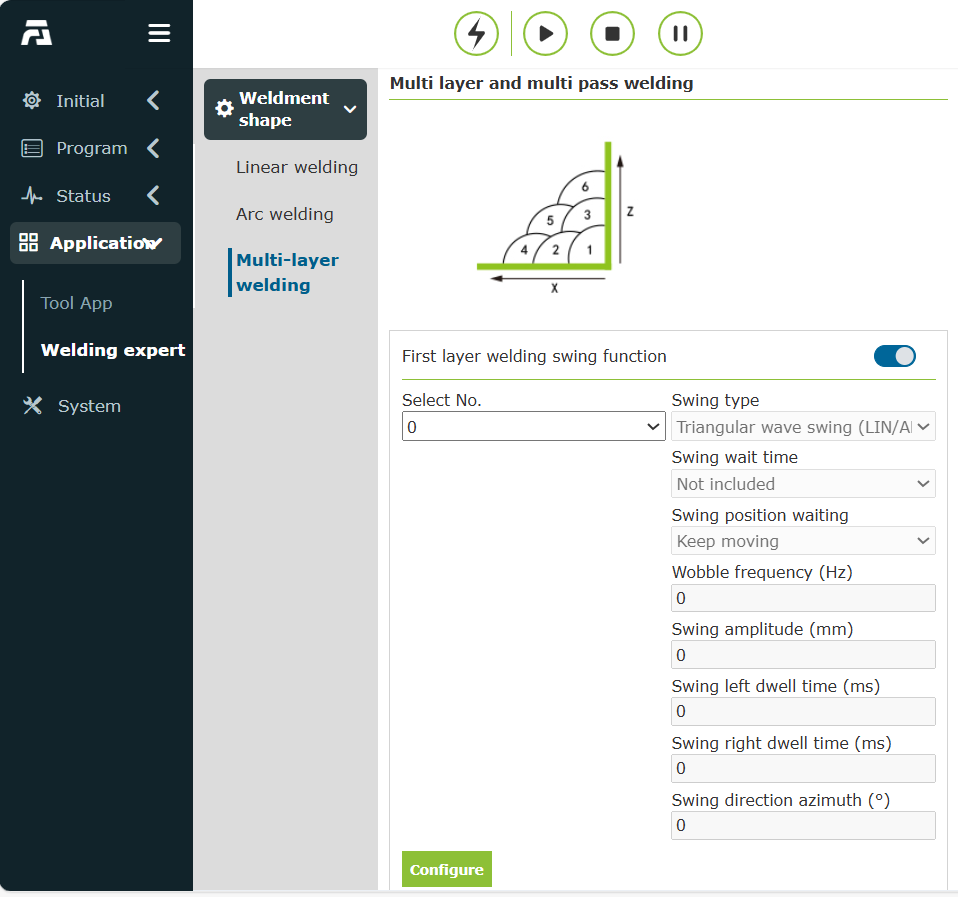 Initial
Program
Status
Application
Tool App
Welding expert
System
Weldment
shape
Linear welding
Arc welding
Multi-layer
welding
Multi layer and multi pass welding
6
5
3
4
2
1
Z
X
First layer welding swing function
Select No.
0
Swing type
Triangular wave swing (LIN/AI
Swing wait time
Not included
Swing position waiting
Keep moving
Wobble frequency (Hz)
0
Swing amplitude (mm)
0
Swing left dwell time (ms)
0
Swing right dwell time (ms)
0
Swing direction azimuth (°)
0
Configure